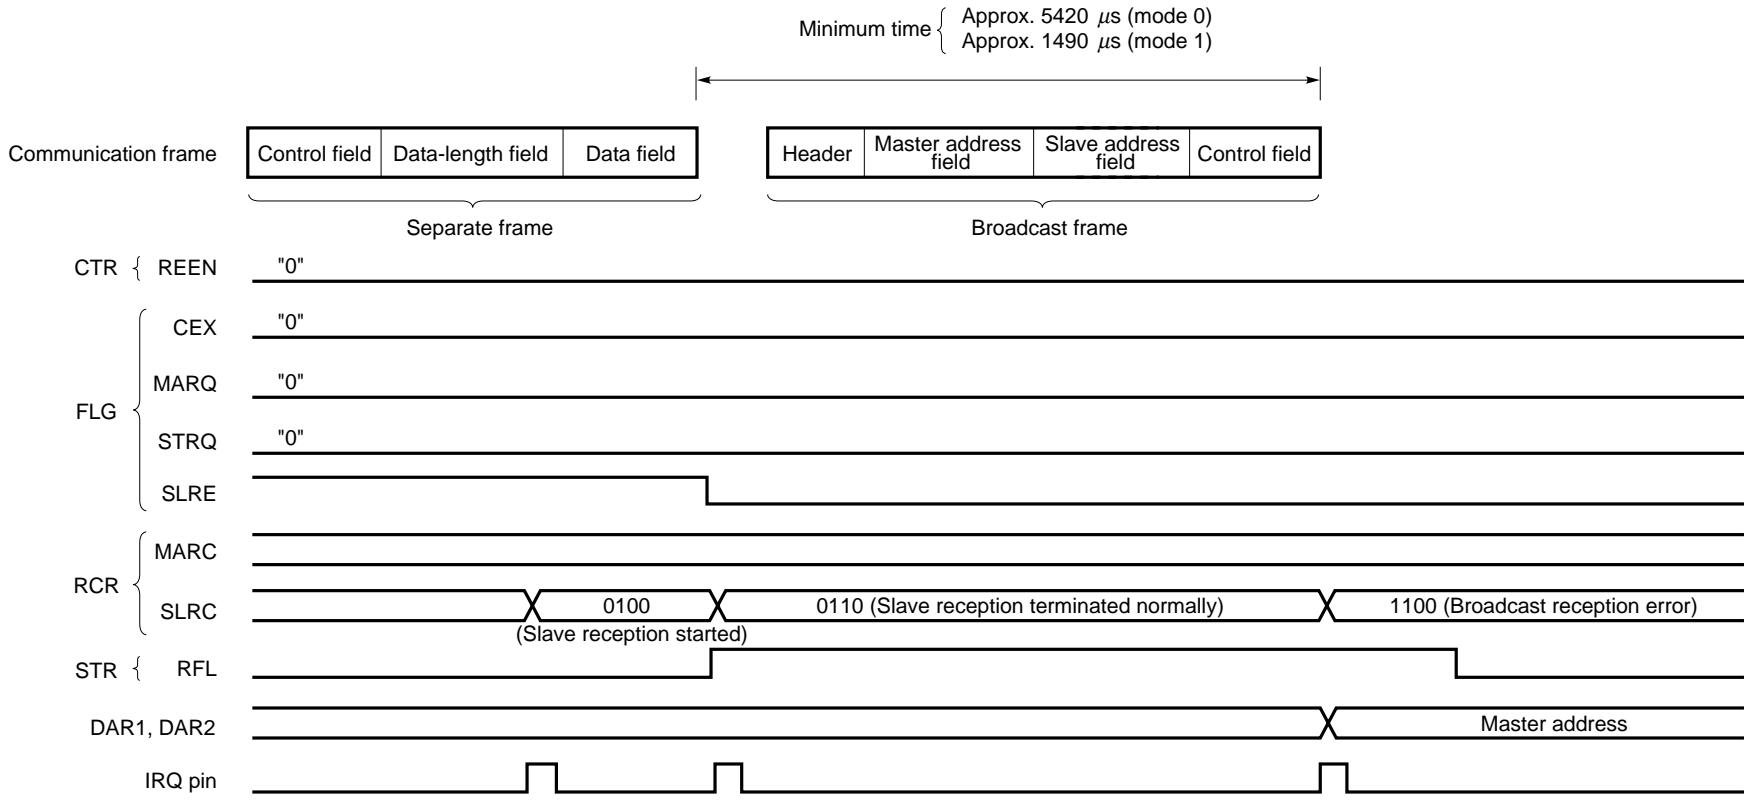 Minimum time
Approx. 5420 μs (mode 0)
Approx. 1490 μs (mode 1)
Communication frame
Control field
Data-length field
Data field
Header
Master address
field
Slave address
field
Control field
Separate frame
Broadcast frame
CTR
REEN
"0"
FLG
CEX
"0"
MARQ
"0"
STRQ
"0"
SLRE
RCR
MARC
SLRC
0100
(Slave reception started)
0110 (Slave reception terminated normally)
1100 (Broadcast reception error)
STR
RFL
DAR1, DAR2
Master address
IRQ pin